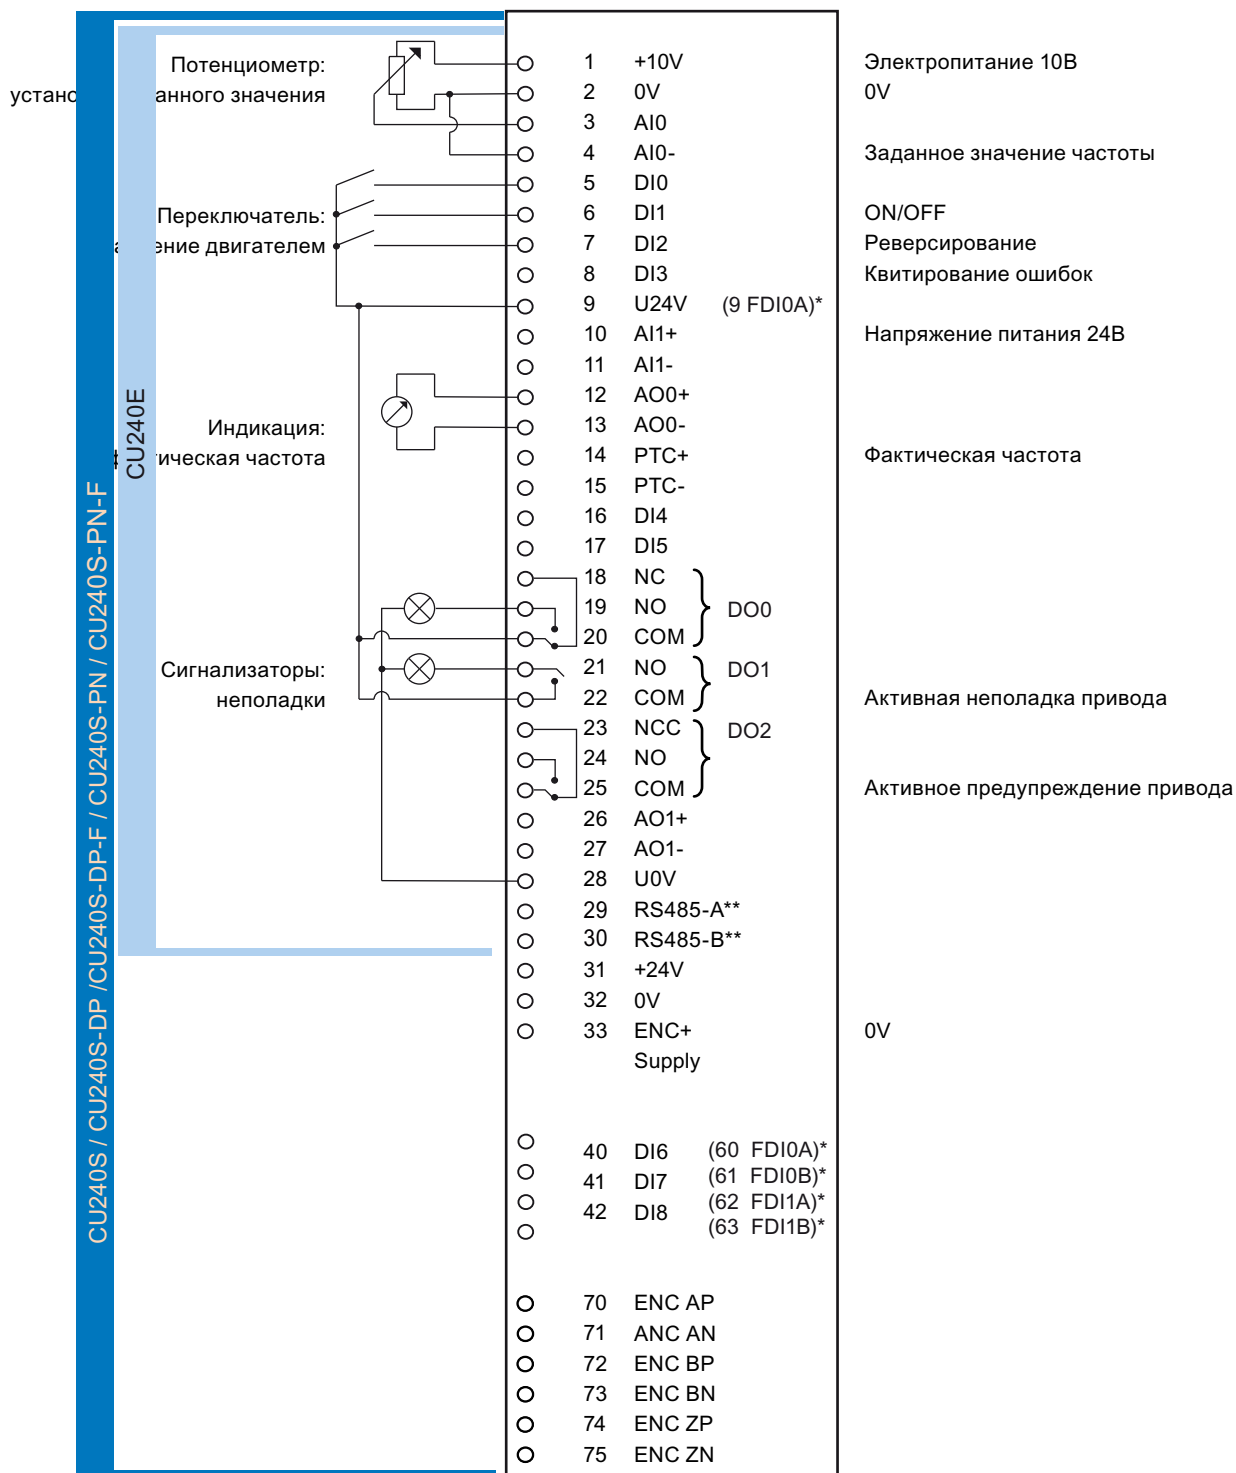 Потенциометр:
анного значения
Переключатель:
ение двигателем
Индикация:
тическая частота
Сигнализаторы:
неполадки
CU240E
CU240S / CU240S-DP /CU240S-DP-F / CU240S-PN / CU240S-PN-F
1 +10V Электропитание 10В
2 0V 0V
3 AI0
4 AI0- Заданное значение частоты
5 DI0
6 DI1 ON/OFF
7 DI2 Реверсирование
8 DI3 Квитирование ошибок
9 U24V (9 FDI0A)*
10 AI1+ Напряжение питания 24В
11 AI1-
12 AO0+
13 AO0-
14 PTC+ Фактическая частота
15 PTC-
16 DI4
17 DI5
18 NC
19 NO DO0
20 COM
21 NO DO1
22 COM Активная неполадка привода
23 NCC DO2
24 NO
25 COM Активное предупреждение привода
26 AO1+
27 AO1-
28 U0V
29 RS485-A**
30 RS485-B**
31 +24V
32 0V
33 ENC+ 0V
Supply
40 DI6 (60 FDI0A)*
41 DI7 (61 FDI0B)*
42 DI8 (62 FDI1A)*
(63 FDI1B)*
70 ENC AP
71 ANC AN
72 ENC BP
73 ENC BN
74 ENC ZP
75 ENC ZN